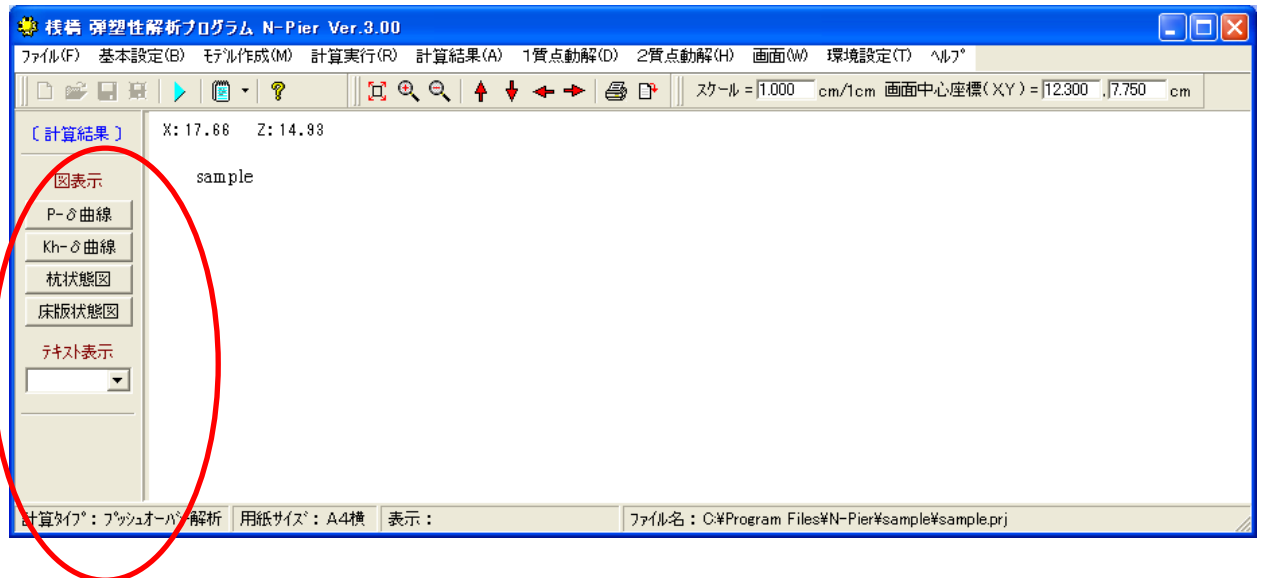 桟橋 弾塑性解析プログラム N-Pier Ver.3.00
ファイル(F) 基本設定(B) モデル作成(M) 計算実行(R) 計算結果(A) 1質点動解(D) 2質点動解(H) 画面(W) 環境設定(T) ヘルプ
スケール = 1.000 cm/1cm 画面中心座標(XY) = 12.300 , 7.750 cm
〔計算結果〕
X: 17.66 Z: 14.93
図表示
sample
P-δ曲線
Kh-δ曲線
杭状態図
床版状態図
テキスト表示
計算タイプ:プッシュオーバー解析 用紙サイズ:A4横 表示: ファイル名:C:¥Program Files¥N-Pier¥sample¥sample.prj